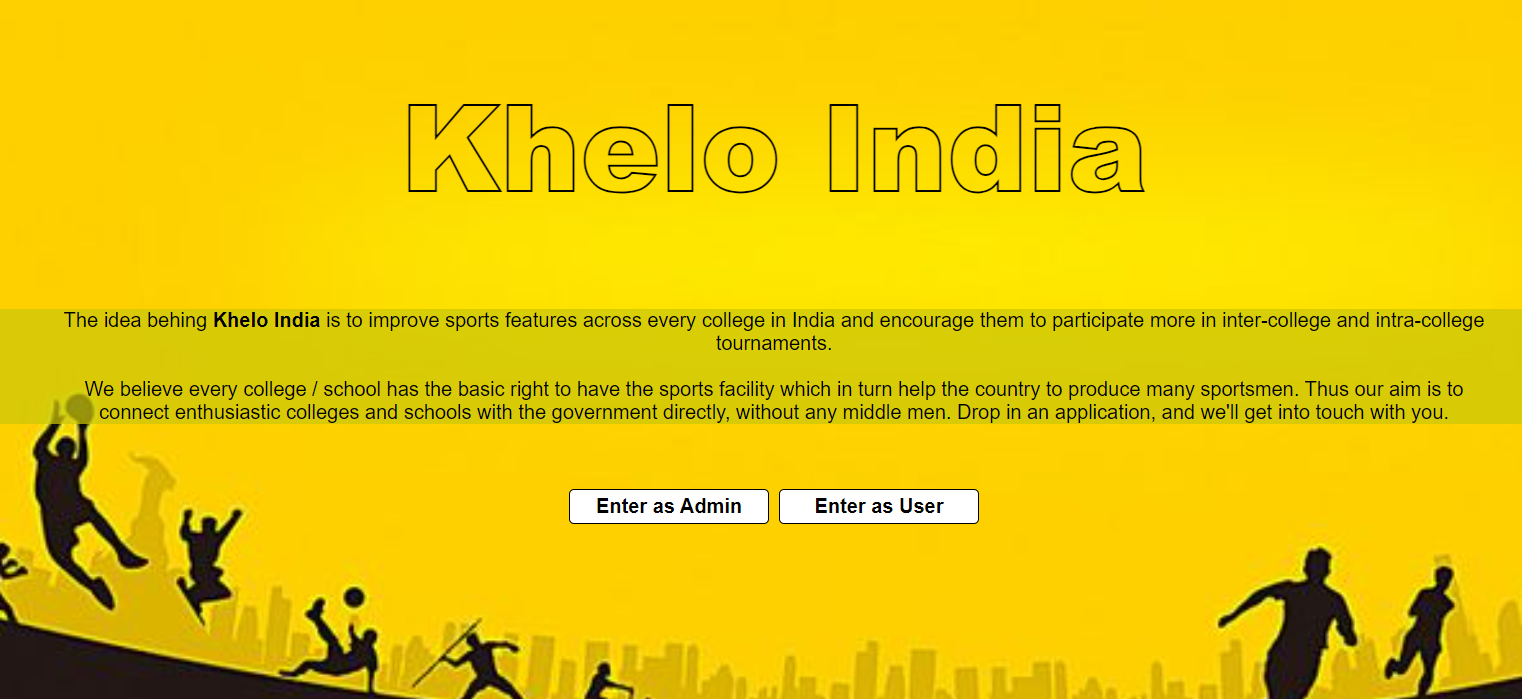 Khelo India
The idea behing Khelo India is to improve sports features across every college in India and encourage them to participate more in inter-college and intra-college
tournaments.
We believe every college / school has the basic right to have the sports facility which in turn help the country to produce many sportsmen. Thus our aim is to
connect enthusiastic colleges and schools with the government directly, without any middle men. Drop in an application, and we'll get into touch with you.
Enter as Admin Enter as User